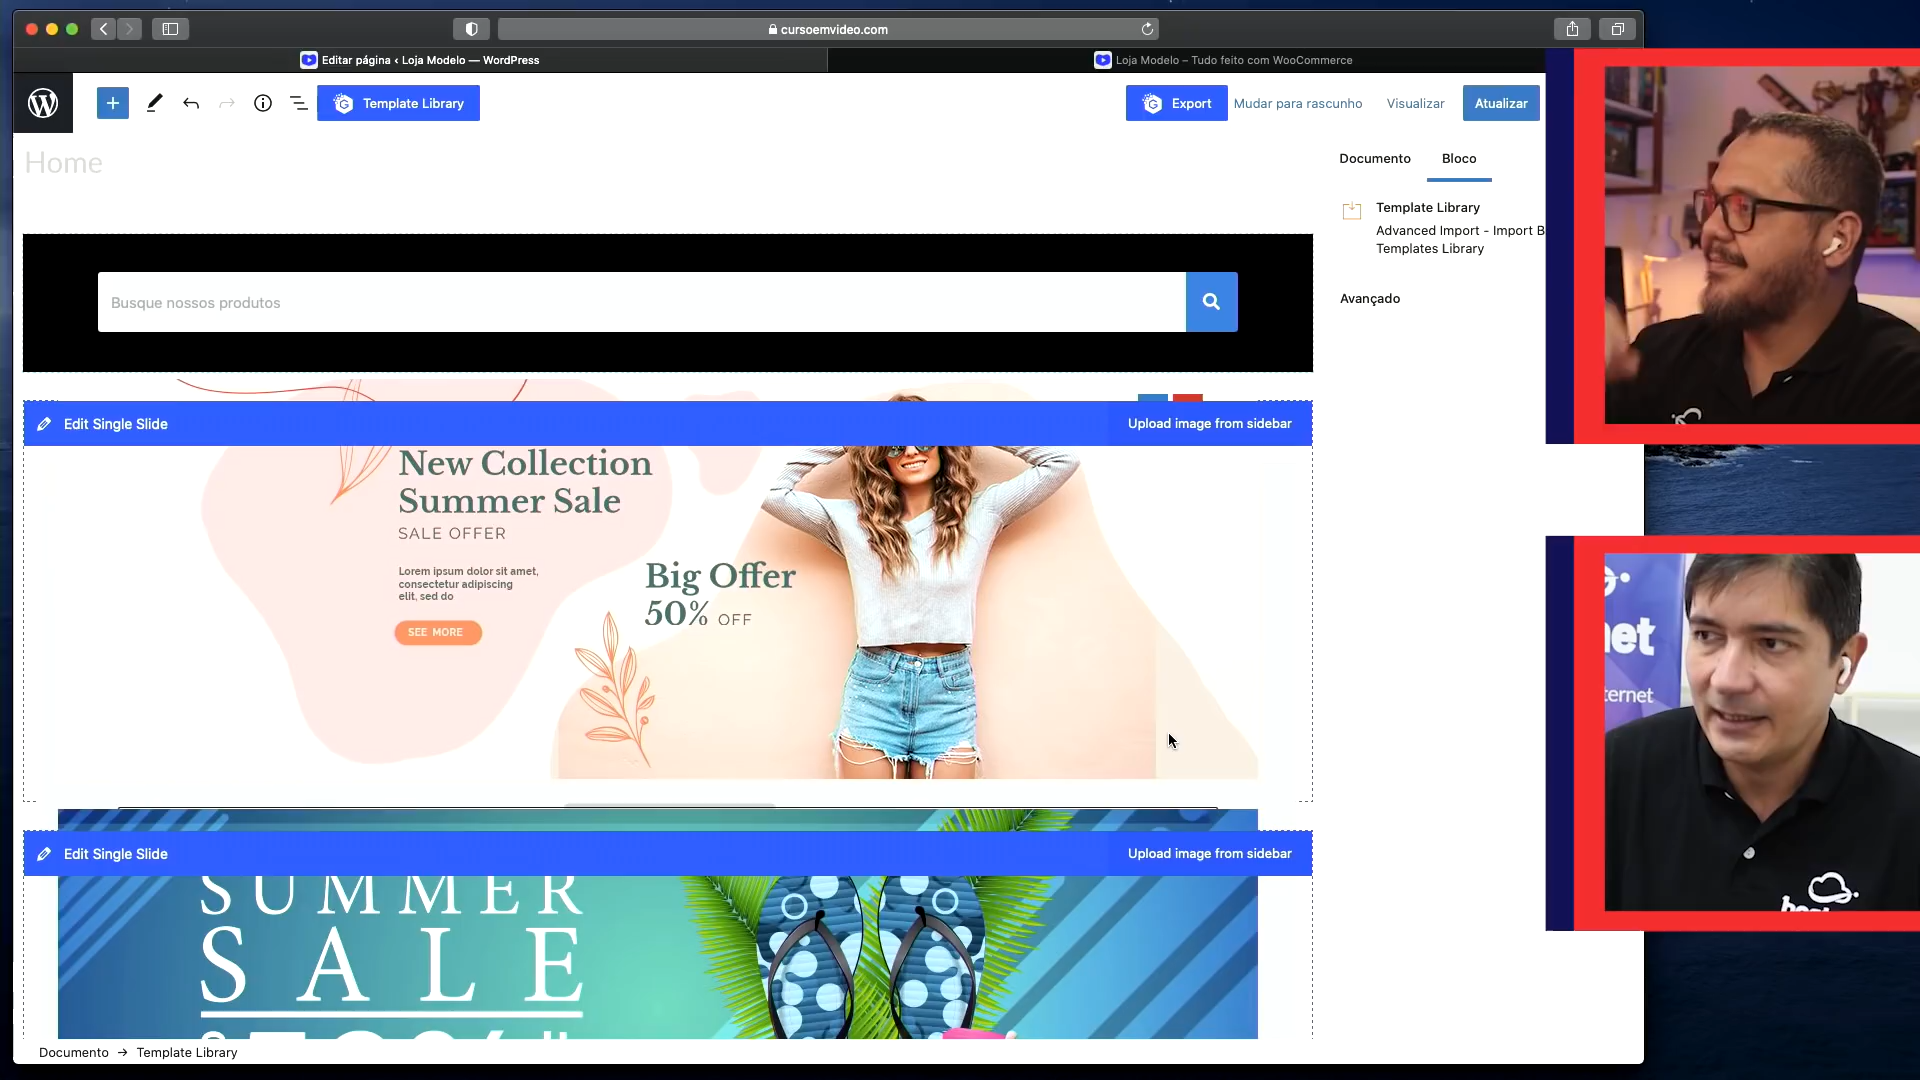 cursoemvideo.com
Editar página ‹ Loja Modelo — WordPress
Loja Modelo – Tudo feito com WooCommerce
Template Library
Export
Mudar para rascunho
Visualizar
Atualizar
Home
Documento
Bloco
Template Library
Advanced Import - Import B
Templates Library
Avançado
Busque nossos produtos
Edit Single Slide
Upload image from sidebar
New Collection
Summer Sale
SALE OFFER
Lorem ipsum dolor sit amet,
consectetur adipiscing
elit, sed do
SEE MORE
Big Offer
50% OFF
Edit Single Slide
Upload image from sidebar
SUMMER
SALE
Documento → Template Library
net
ternet